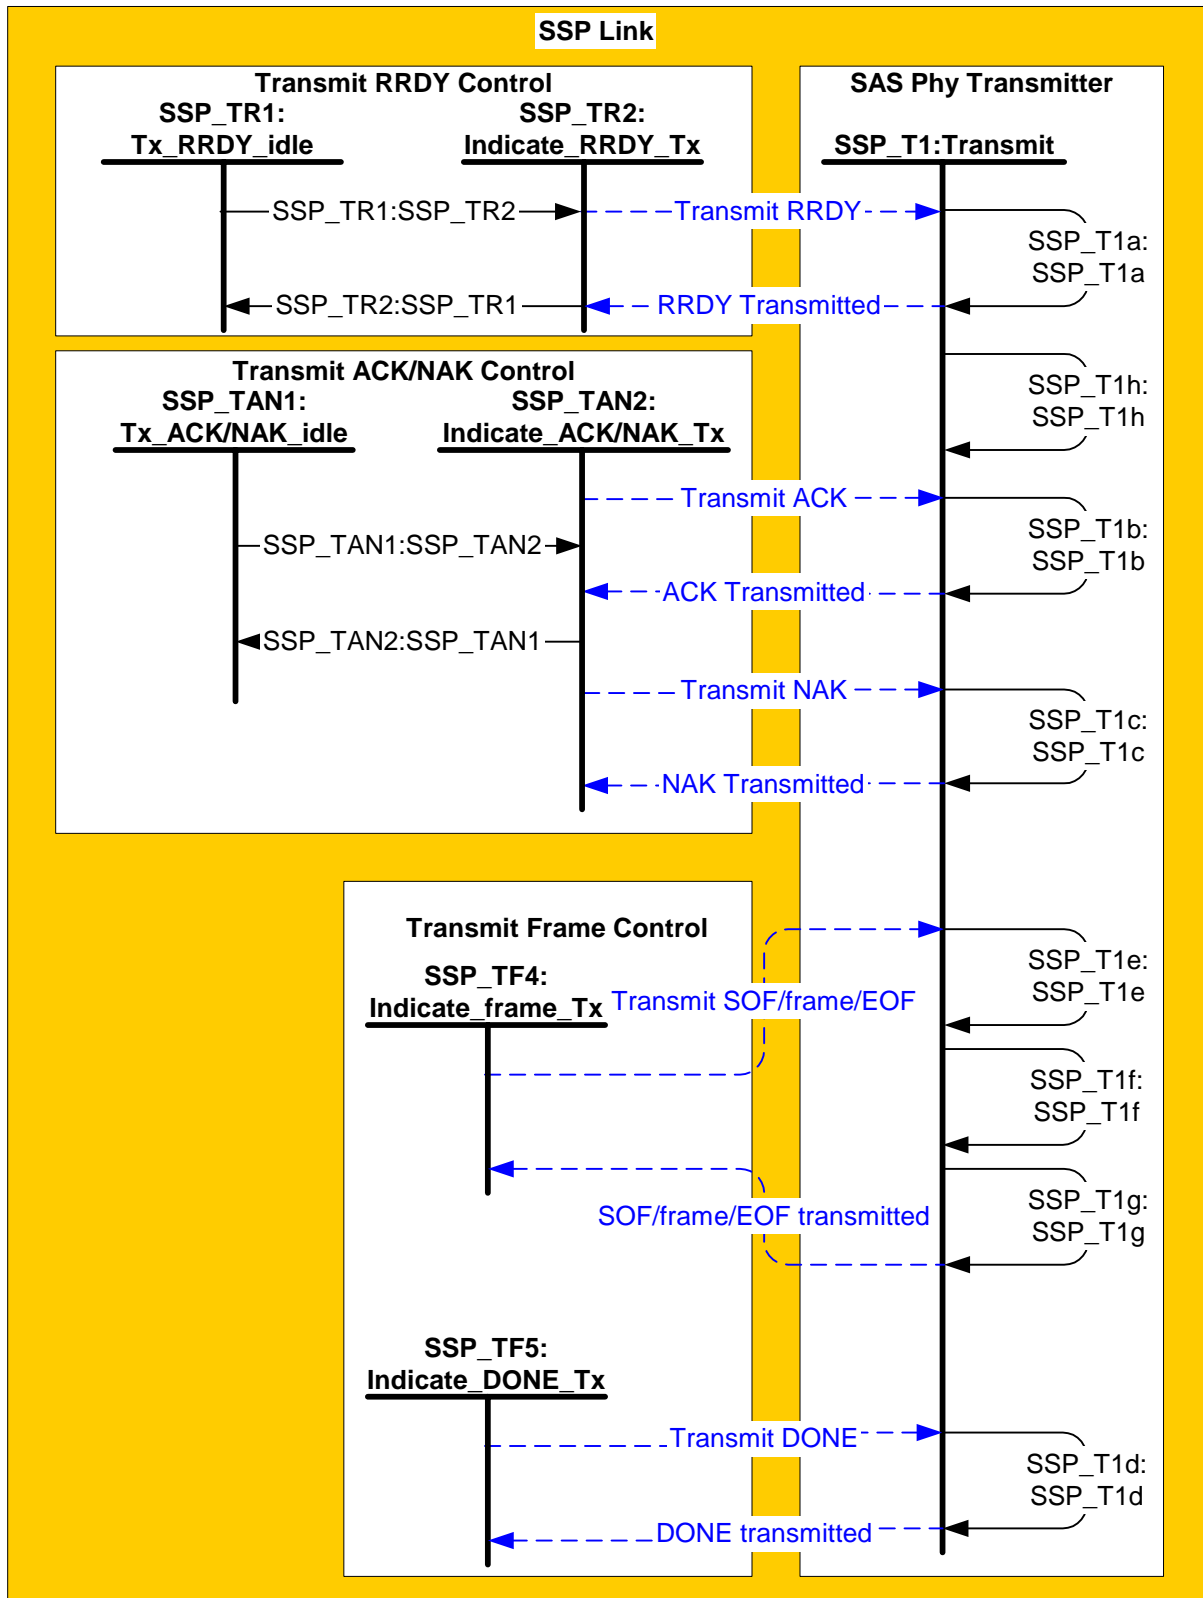 SSP Link
Transmit RRDY Control
SSP_TR1:
Tx_RRDY_idle
SSP_TR2:
Indicate_RRDY_Tx
SSP_TR1:SSP_TR2
Transmit RRDY
SSP_TR2:SSP_TR1
RRDY Transmitted
SAS Phy Transmitter
SSP_T1:Transmit
SSP_T1a:
SSP_T1a
SSP_T1h:
SSP_T1h
Transmit ACK/NAK Control
SSP_TAN1:
Tx_ACK/NAK_idle
SSP_TAN2:
Indicate_ACK/NAK_Tx
Transmit ACK
SSP_TAN1:SSP_TAN2
ACK Transmitted
SSP_TAN2:SSP_TAN1
Transmit NAK
NAK Transmitted
SSP_T1b:
SSP_T1b
SSP_T1c:
SSP_T1c
Transmit Frame Control
SSP_TF4:
Indicate_frame_Tx
Transmit SOF/frame/EOF
SOF/frame/EOF transmitted
SSP_T1e:
SSP_T1e
SSP_T1f:
SSP_T1f
SSP_T1g:
SSP_T1g
SSP_TF5:
Indicate_DONE_Tx
Transmit DONE
DONE transmitted
SSP_T1d:
SSP_T1d